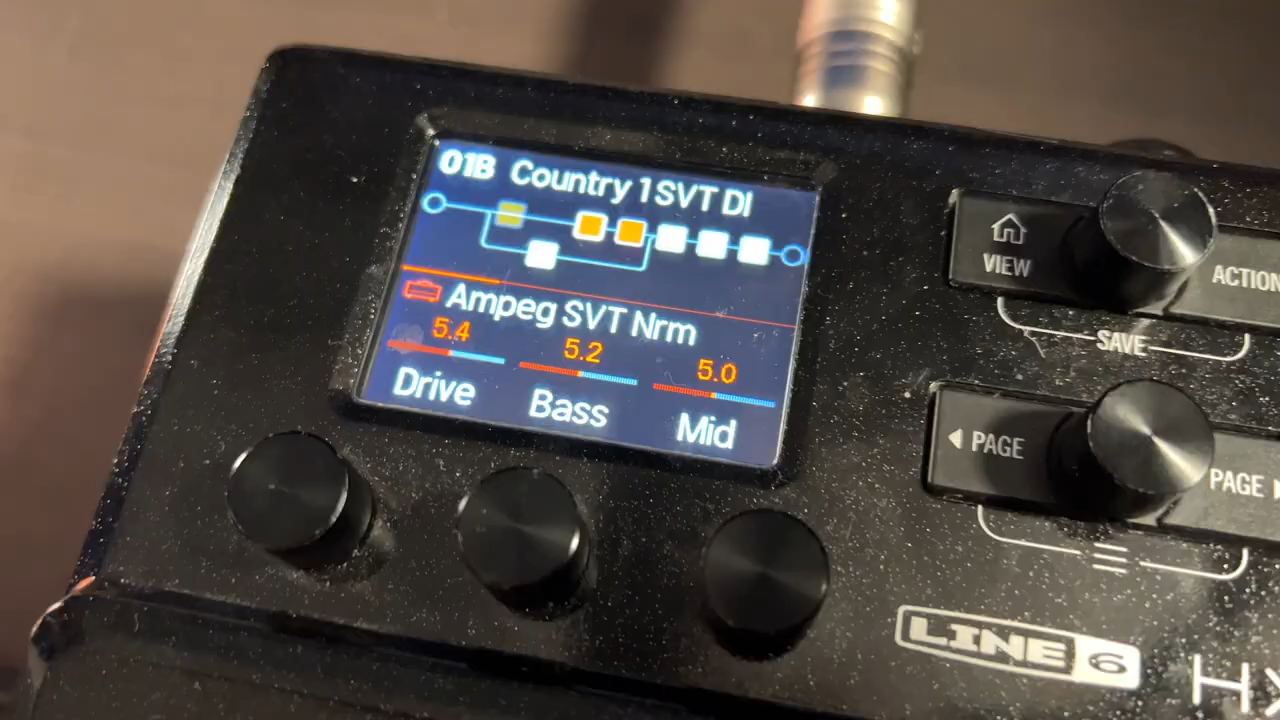 01B Country 1SVT DI
Ampeg SVT Nrm
5.4 5.2 5.0
Drive Bass Mid
VIEW
ACTION
SAVE
PAGE
PAGE
LINE 6
HX